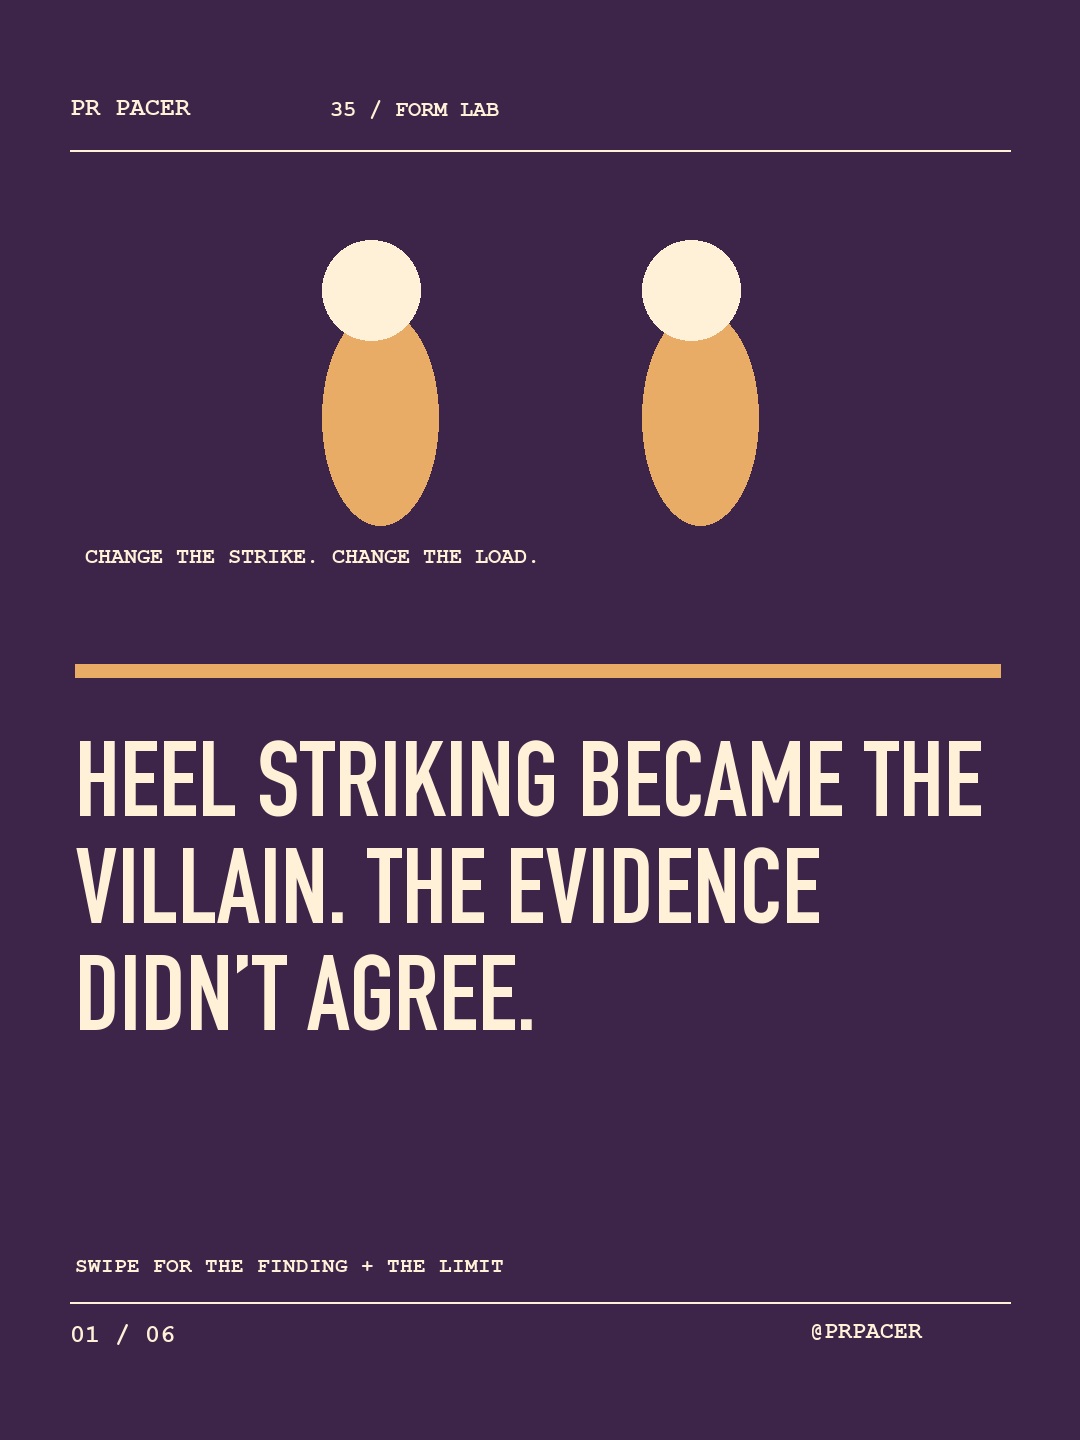 PR PACER
35 / FORM LAB
CHANGE THE STRIKE. CHANGE THE LOAD.
HEEL STRIKING BECAME THE
VILLAIN. THE EVIDENCE
DIDN’T AGREE.
SWIPE FOR THE FINDING + THE LIMIT
01 / 06
@PRPACER